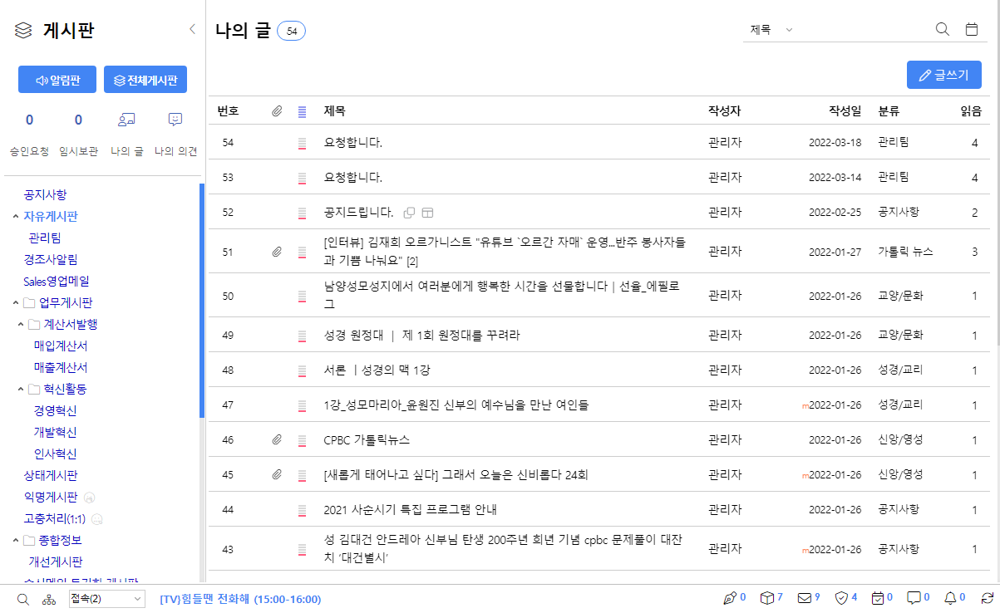 게시판
알림판 전체게시판
0 0
승인요청 임시보관 나의 글 나의 의견
공지사항
자유게시판
관리팀
경조사알림
Sales영업메일
업무게시판
계산서발행
매입계산서
매출계산서
혁신활동
경영혁신
개발혁신
인사혁신
상태게시판
익명게시판
고충처리(1:1)
종합정보
개선게시판
나의 글 54
제목
글쓰기
번호 제목 작성자 작성일 분류 읽음
54 요청합니다. 관리자 2022-03-18 관리팀 4
53 요청합니다. 관리자 2022-03-14 관리팀 4
52 공지드립니다. 관리자 2022-02-25 공지사항 2
51 [인터뷰] 김재희 오르가니스트 "유튜브 `오르간 자매` 운영...반주 봉사자들
과 기쁨 나눠요" [2] 관리자 2022-01-27 가톨릭 뉴스 3
50 남양성모성지에서 여러분에게 행복한 시간을 선물합니다 | 선율_에필로
그 관리자 2022-01-26 교양/문화 1
49 성경 원정대 ｜ 제 1회 원정대를 꾸려라 관리자 2022-01-26 교양/문화 1
48 서론 ㅣ성경의 맥 1강 관리자 2022-01-26 성경/교리 1
47 1강_성모마리아_윤원진 신부의 예수님을 만난 여인들 관리자 m2022-01-26 성경/교리 1
46 CPBC 가톨릭뉴스 관리자 2022-01-26 신앙/영성 1
45 [새롭게 태어나고 싶다] 그래서 오늘은 신비롭다 24회 관리자 m2022-01-26 신앙/영성 1
44 2021 사순시기 특집 프로그램 안내 관리자 2022-01-26 공지사항 1
43 성 김대건 안드레아 신부님 탄생 200주년 희년 기념 cpbc 문제풀이 대잔
치 ‘대건별시’ 관리자 m2022-01-26 공지사항 1
접속(2) [TV]힘들땐 전화해 (15:00-16:00) 0 7 9 4 0 0 0